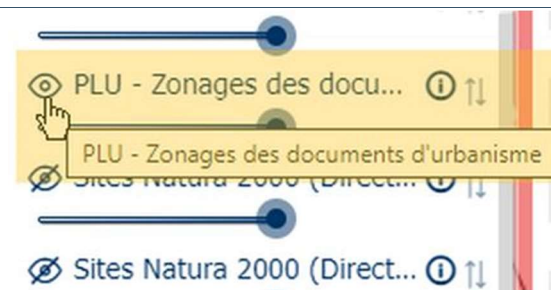 PLU - Zonages des docu...
PLU - Zonages des documents d'urbanisme
Sites Natura 2000 (Direct...
Sites Natura 2000 (Direct...